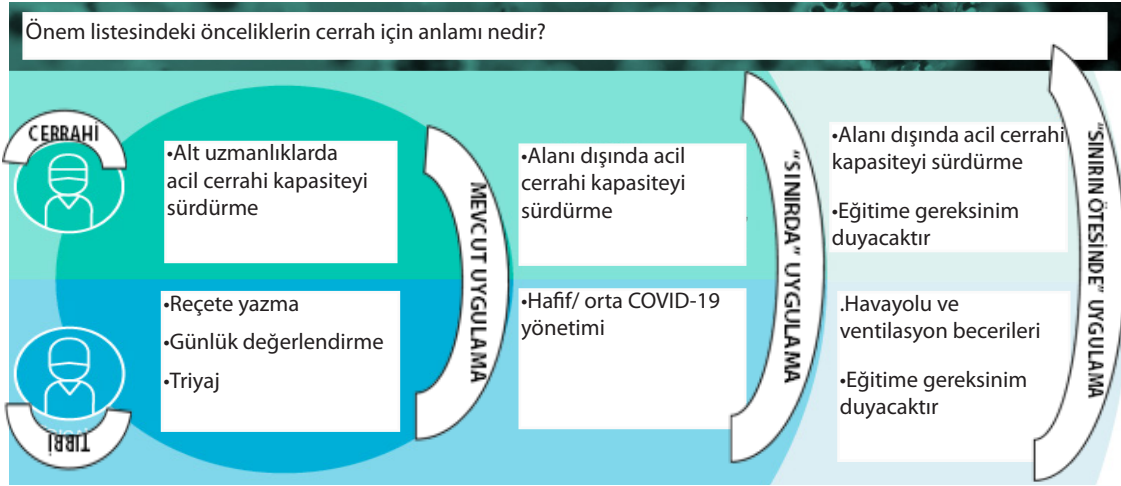 Önem listesindeki önceliklerin cerrah için anlamı nedir?
CERRAHİ
•Alt uzmanlıklarda
acil cerrahi kapasiteyi
sürdürme
MEVCUT UYGULAMA
•Alanı dışında acil
cerrahi kapasiteyi
sürdürme
"SINIRDA" UYGULAMA
•Alanı dışında acil cerrahi
kapasiteyi sürdürme
•Eğitime gereksinim
duyacaktır
"SINIRIN ÖTESİNDE" UYGULAMA
TIBBİ
•Reçete yazma
•Günlük değerlendirme
•Triyaj
•Hafif/ orta COVID-19
yönetimi
.Havayolu ve
ventilasyon becerileri
•Eğitime gereksinim
duyacaktır